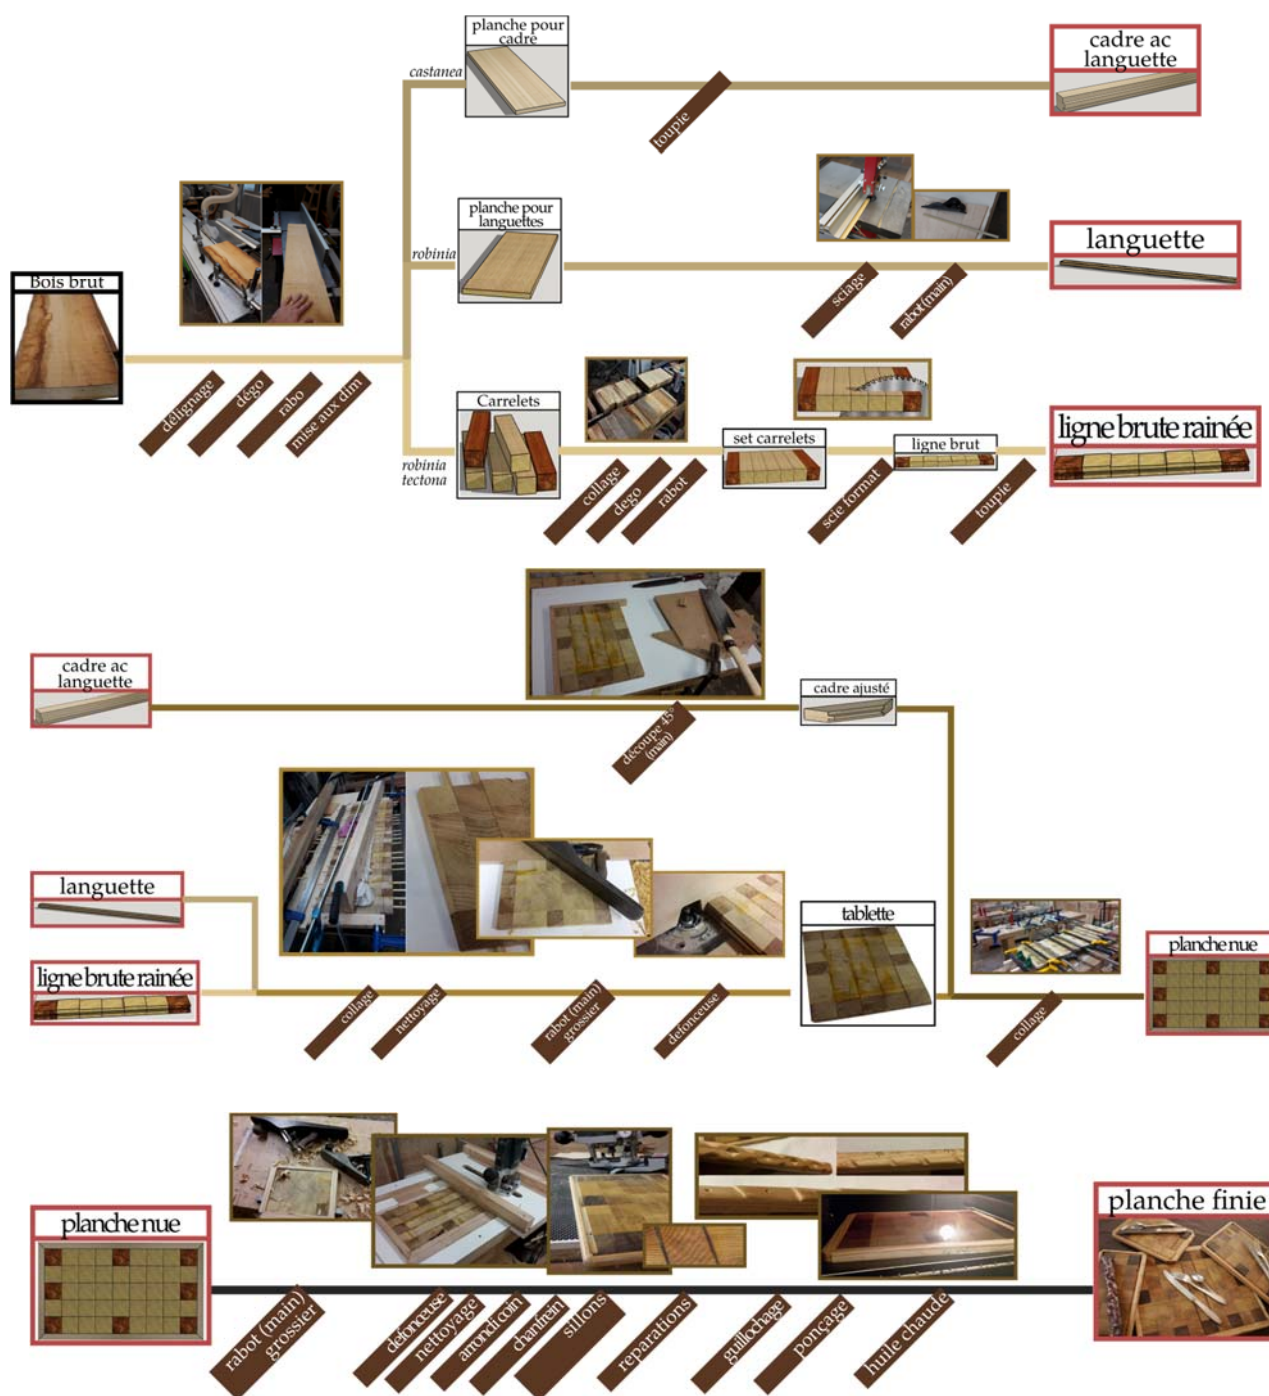 planche pour
cadre
castanea
toupie
cadre ac
languette
planche pour
languettes
robinia
sciage
rabot (main)
languette
Bois brut
délignage
dégo
rabo
mise aux dim
Carrelets
robinia
tectona
collage
dego
rabot
set carrelets
scie format
ligne brut
toupie
ligne brute rainée
cadre ac
languette
découpe 45°
(main)
cadre ajusté
languette
ligne brute rainée
collage
nettoyage
rabot (main)
grossier
defonceuse
tablette
collage
planche nue
planche nue
rabot (main)
grossier
defonceuse
nettoyage
arrondi coin
chanfrein
sillons
reparations
guillochage
ponçage
huile chaude
planche finie